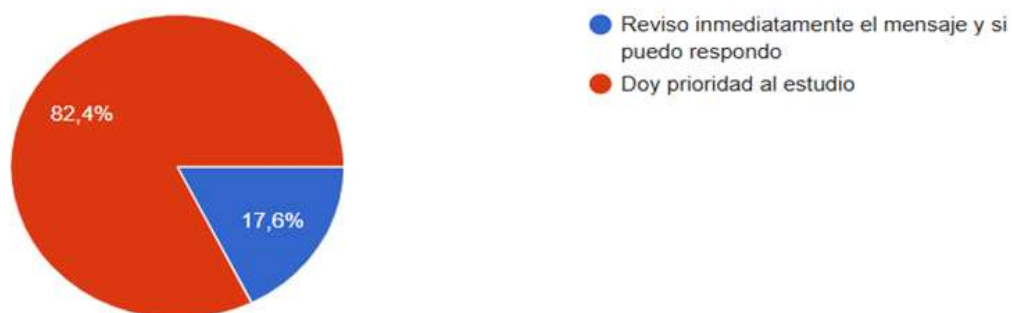 Reviso inmediatamente el mensaje y si
puedo respondo
Doy prioridad al estudio
82,4%
17,6%